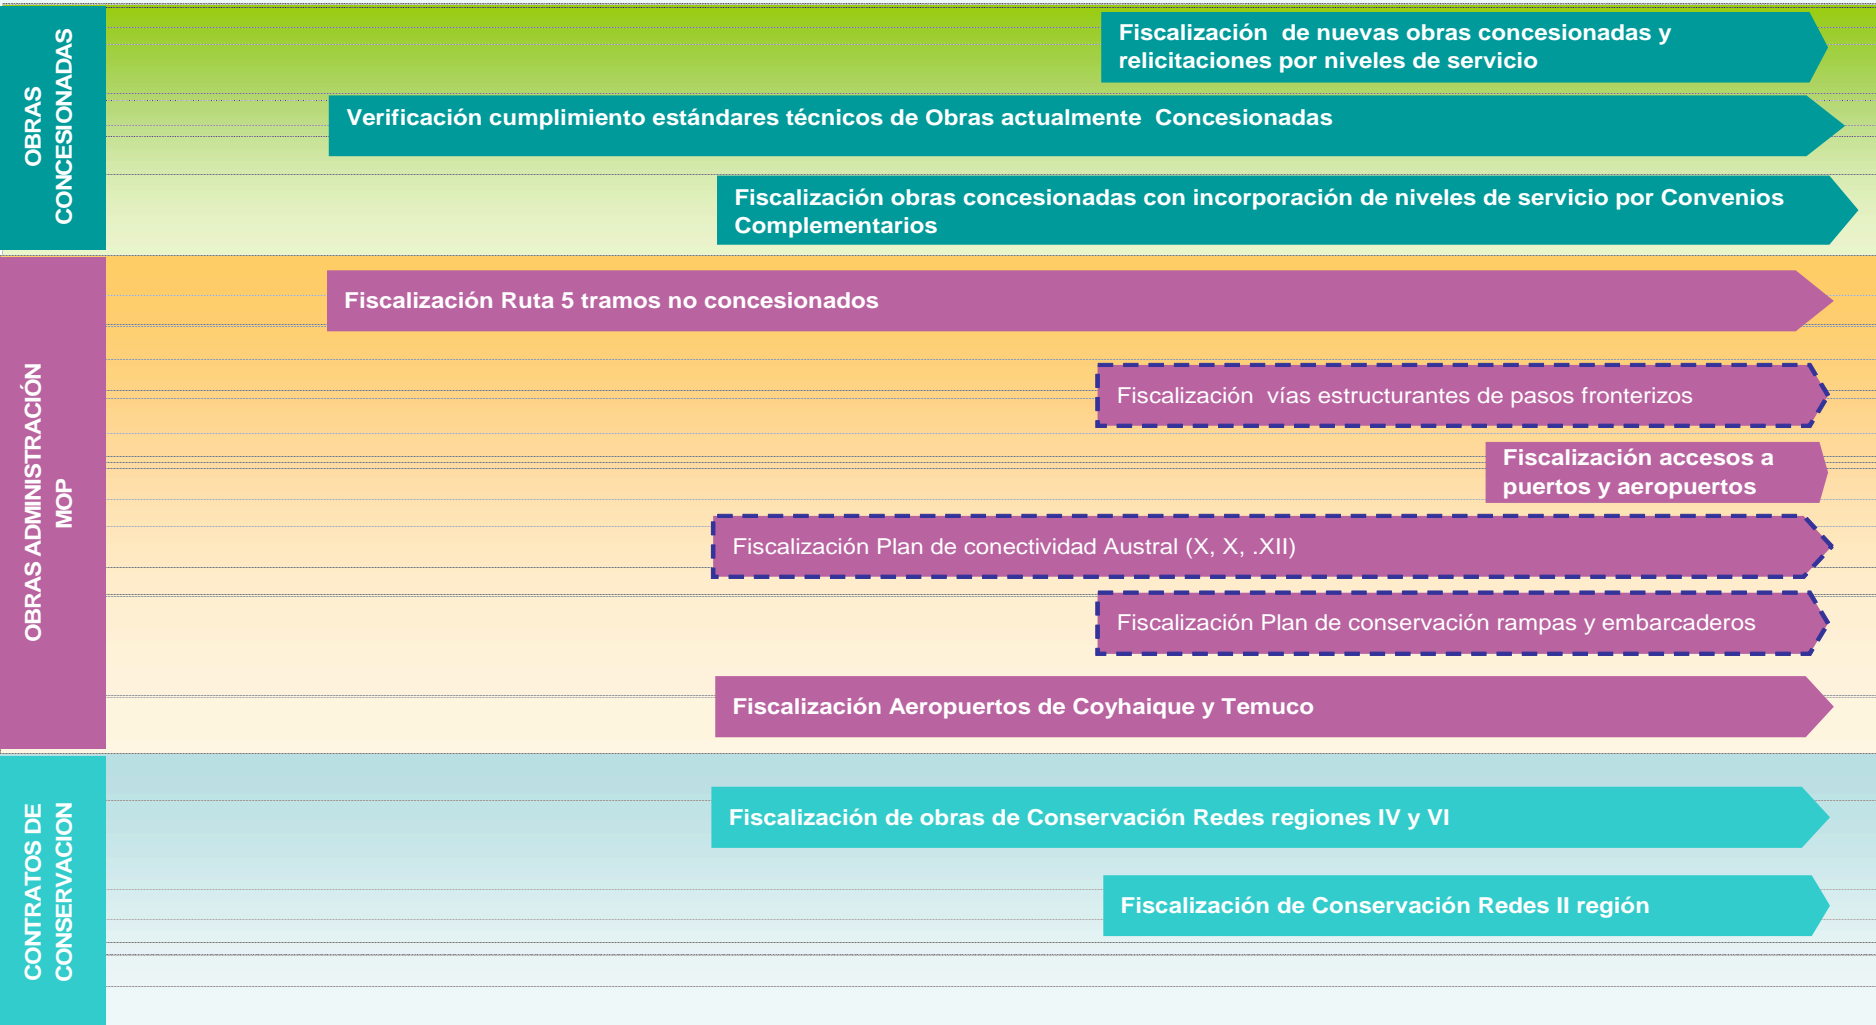 OBRAS
CONCESIONADAS
Fiscalización de nuevas obras concesionadas y
relicitaciones por niveles de servicio
Verificación cumplimiento estándares técnicos de Obras actualmente Concesionadas
Fiscalización obras concesionadas con incorporación de niveles de servicio por Convenios
Complementarios
OBRAS ADMINISTRACIÓN
MOP
Fiscalización Ruta 5 tramos no concesionados
Fiscalización vías estructurantes de pasos fronterizos
Fiscalización accesos a
puertos y aeropuertos
Fiscalización Plan de conectividad Austral (X, X, .XII)
Fiscalización Plan de conservación rampas y embarcaderos
Fiscalización Aeropuertos de Coyhaique y Temuco
CONTRATOS DE
CONSERVACION
Fiscalización de obras de Conservación Redes regiones IV y VI
Fiscalización de Conservación Redes II región